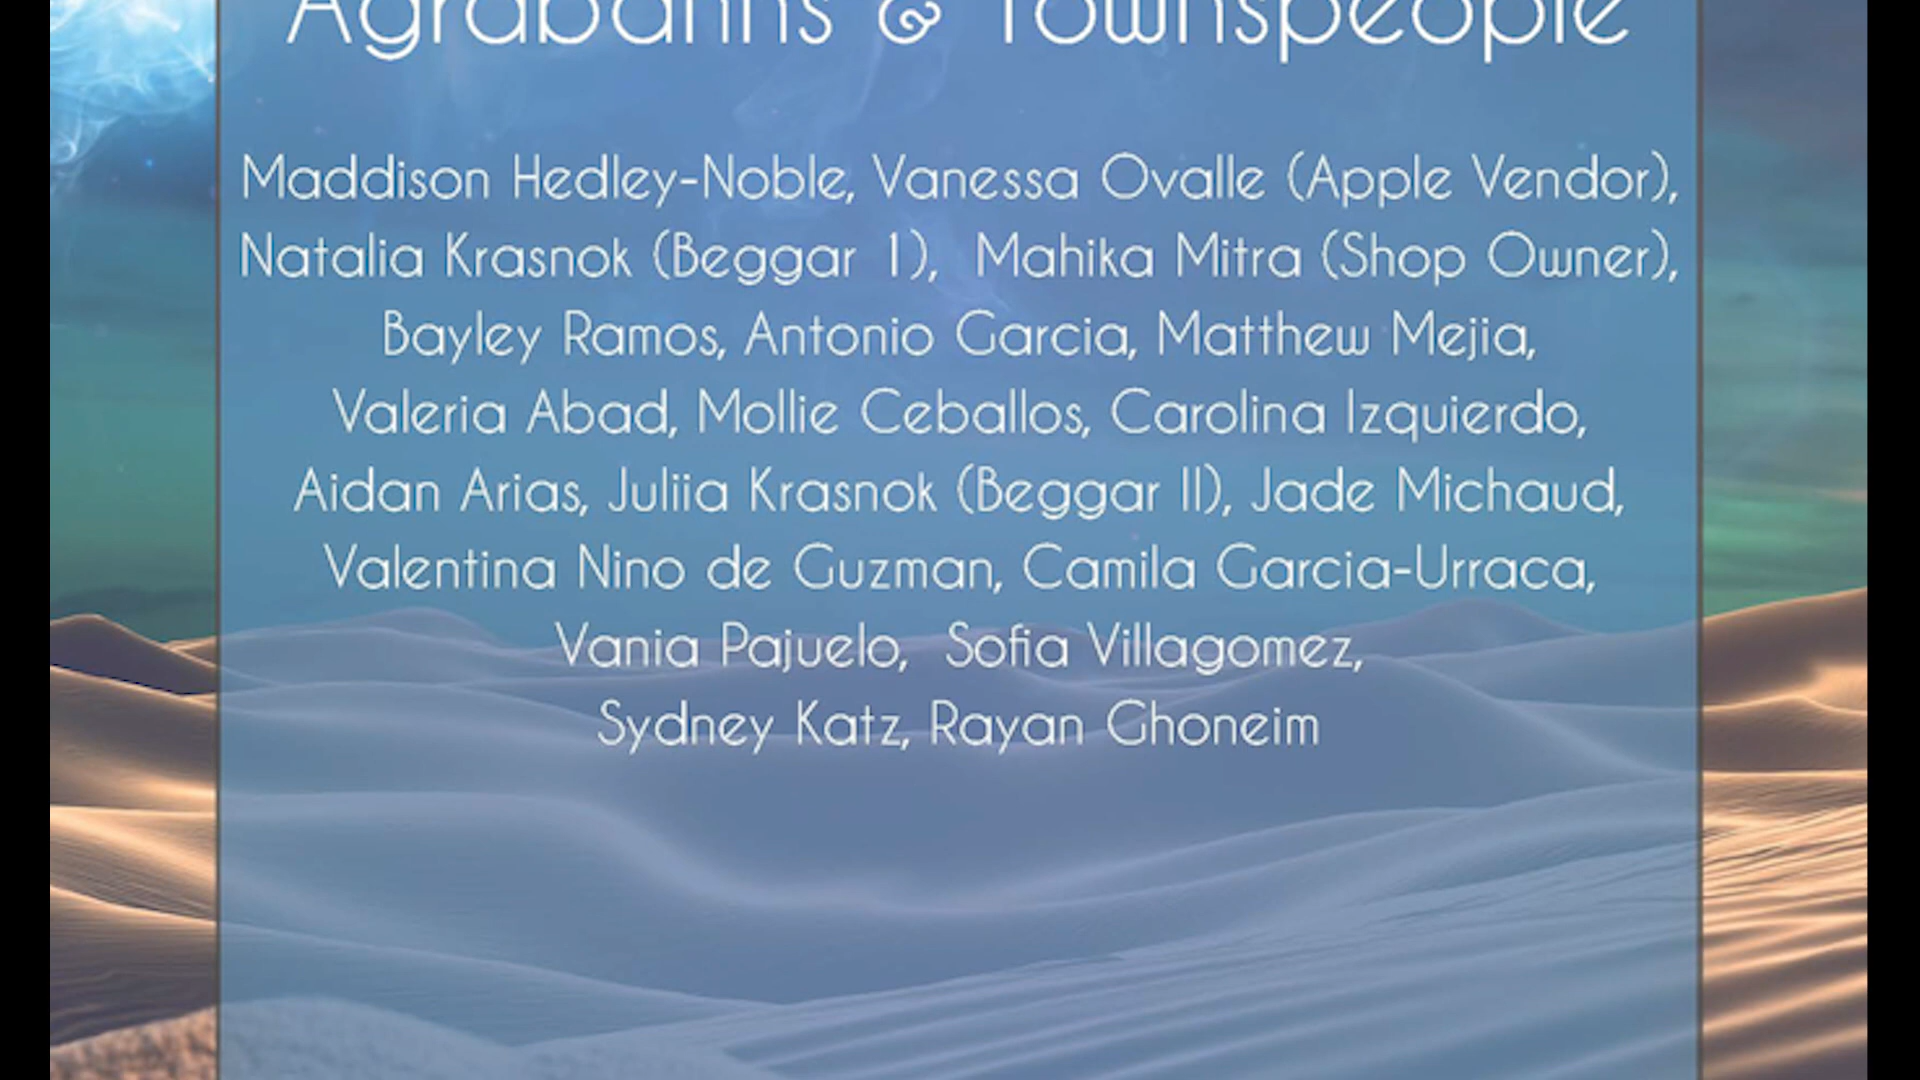 Agrabahns & Townspeople
Maddison Hedley-Noble, Vanessa Ovalle (Apple Vendor),
Natalia Krasnok (Beggar 1), Mahika Mitra (Shop Owner),
Bayley Ramos, Antonio Garcia, Matthew Mejia,
Valeria Abad, Mollie Ceballos, Carolina Izquierdo,
Aidan Arias, Juliia Krasnok (Beggar II), Jade Michaud,
Valentina Nino de Guzman, Camila Garcia-Urraca,
Vania Pajuelo, Sofia Villagomez,
Sydney Katz, Rayan Ghoneim